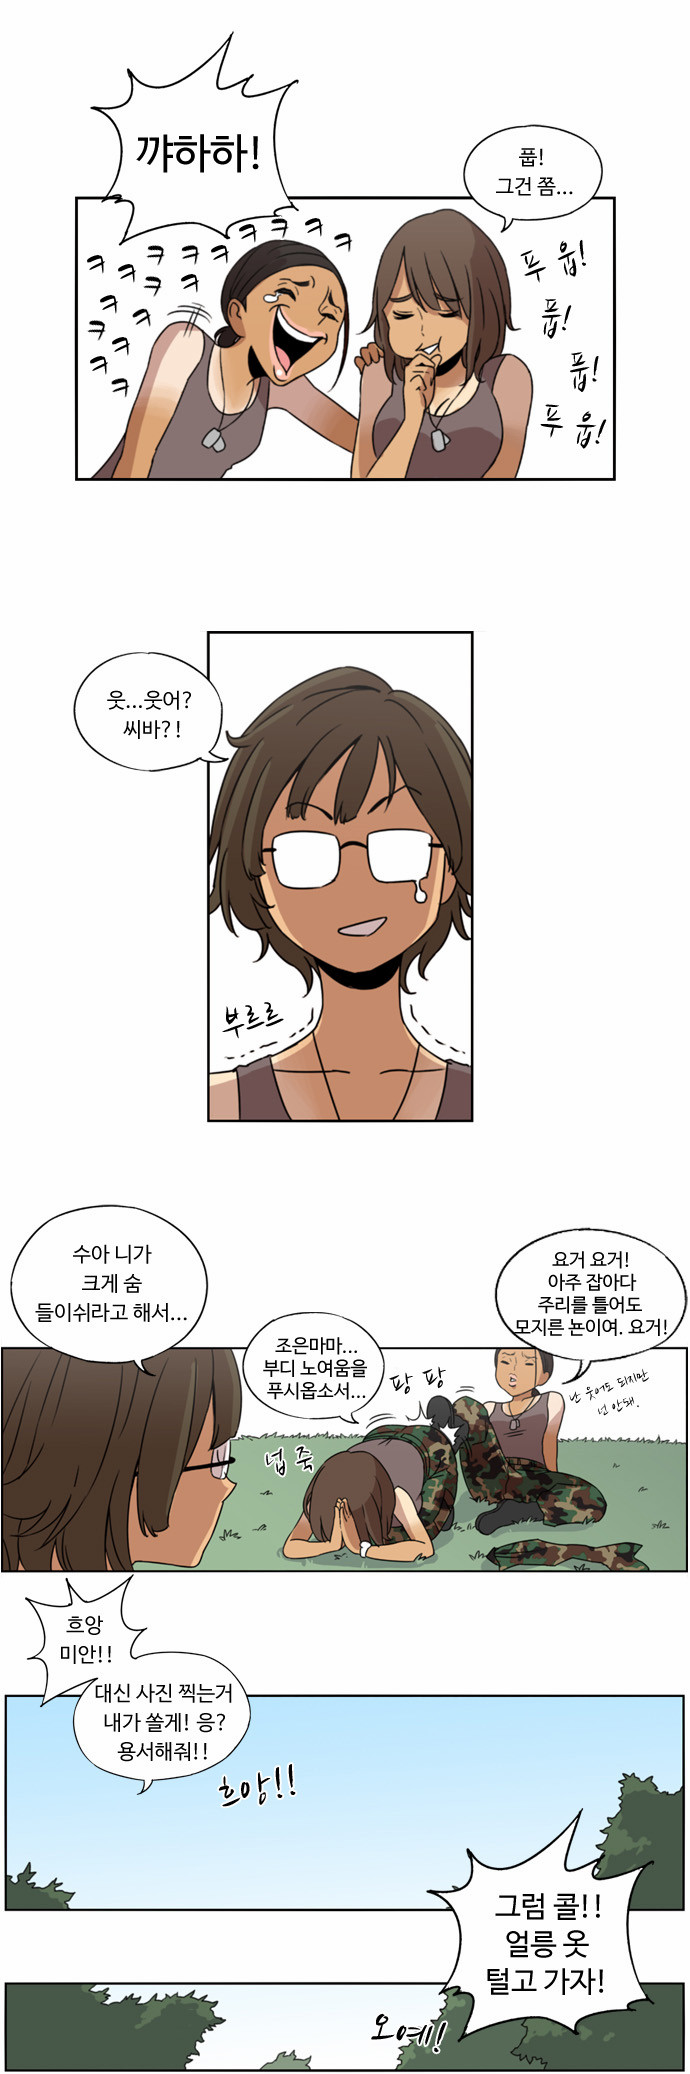 꺄하하!
풉!
그건 쫌...
ㅋㅋㅋㅋㅋㅋ
ㅋㅋㅋㅋ
ㅋㅋㅋ
ㅋㅋ
푸웁!
풉!
풉!
푸웁!
웃...웃어?
씨바?!
부르르
수아 니가
크게 숨
들이쉬라고 해서...
조은마마...
부디 노여움을
푸시옵소서...
요거 요거!
아주 잡아다
주리를 틀어도
모지른 뇬이여. 요거!
팡 팡
난 웃어도 되지만
넌 안돼.
넙죽
흐앙
미안!!
대신 사진 찍는거
내가 쏠게! 응?
용서해줘!!
흐앙!!
그럼 콜!!
얼릉 옷
털고 가자!
오예!